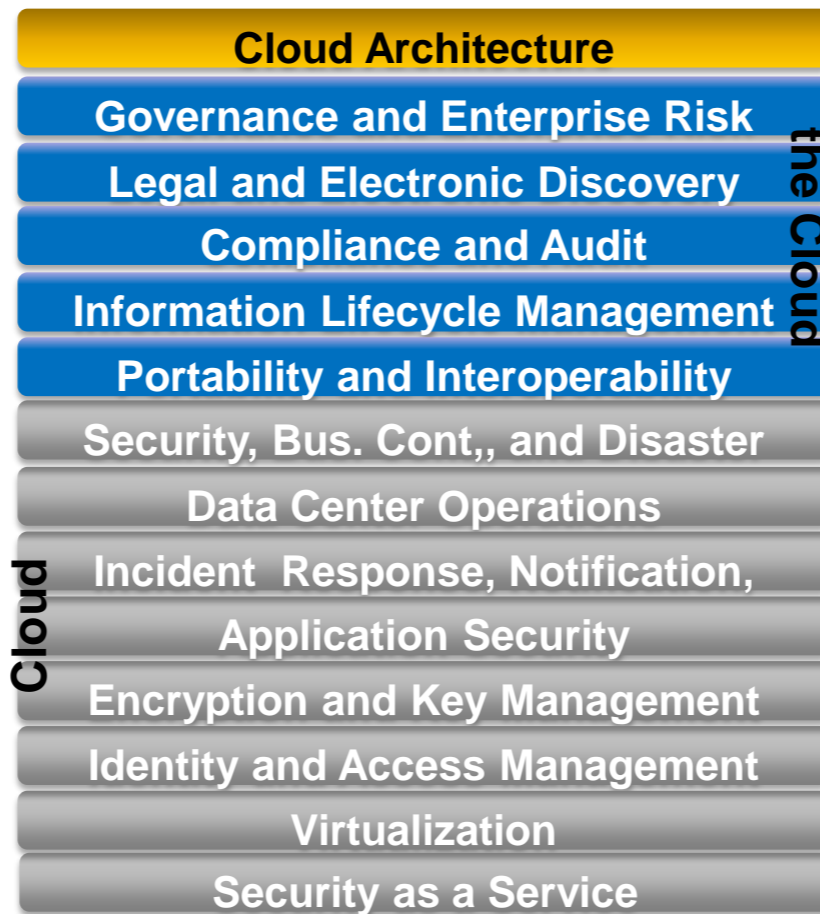 Cloud Architecture
Governance and Enterprise Risk
Legal and Electronic Discovery
Compliance and Audit
Information Lifecycle Management
Portability and Interoperability
the Cloud
Security, Bus. Cont,, and Disaster
Data Center Operations
Incident  Response, Notification,
Application Security
Encryption and Key Management
Identity and Access Management
Virtualization
Security as a Service
Cloud